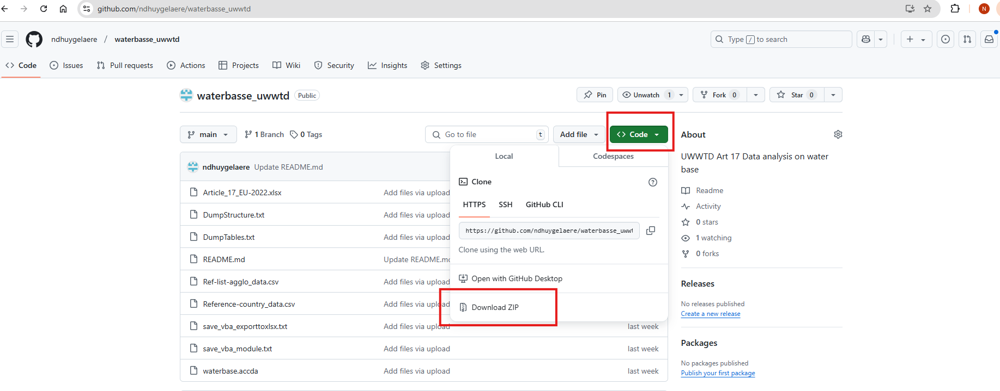 github.com/ndhuygelaere/waterbasse_uwwtd
N
ndhuygelaere / waterbasse_uwwtd
Type / to search
Code
Issues
Pull requests
Actions
Projects
Wiki
Security
Insights
Settings
waterbasse_uwwtd Public
Pin
Unwatch 1
Fork 0
Star 0
main
1 Branch
0 Tags
Go to file t
Add file
Code
ndhuygelaere Update README.md
Article_17_EU-2022.xlsx Add files via upload
DumpStructure.txt Add files via upload
DumpTables.txt Add files via upload
README.md Update README.mc
Ref-list-agglo_data.csv Add files via upload
Reference-country_data.csv Add files via upload
save_vba_exporttoxlsx.txt Add files via upload last week
save_vba_module.txt Add files via upload last week
waterbase.accda Add files via upload last week
Local
Codespaces
Clone
HTTPS SSH GitHub CLI
https://github.com/ndhuygelaere/waterbasse_uwwt
Clone using the web URL.
Open with GitHub Desktop
Download ZIP
About
UWWTD Art 17 Data analysis on water
base
Readme
Activity
0 stars
1 watching
0 forks
Releases
No releases published
Create a new release
Packages
No packages published
Publish your first package